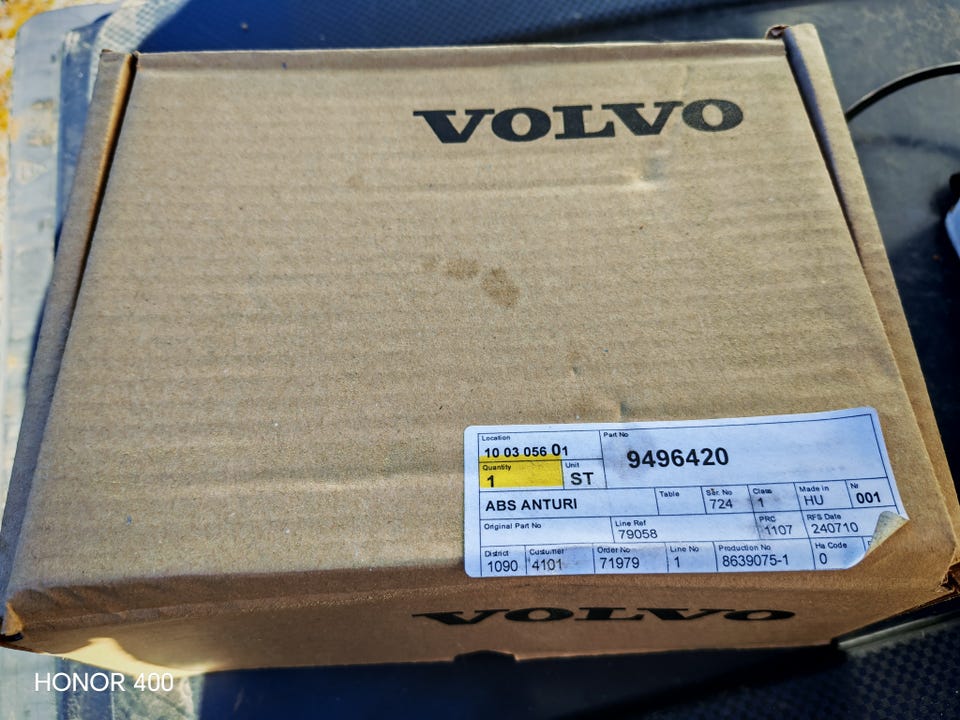 VOLVO
Location
Part No
10 03 056 01
9496420
Quantity
Unit
1
ST
ABS ANTURI
Table
Ser. No
724
Class
1
Made in
HU
Nr
001
Original Part No
Line Ref
79058
PRC
1107
RFS Date
240710
District
1090
Customer
4101
Order No
71979
Line No
1
Production No
8639075-1
Ha Code
0
VOLVO
HONOR 400